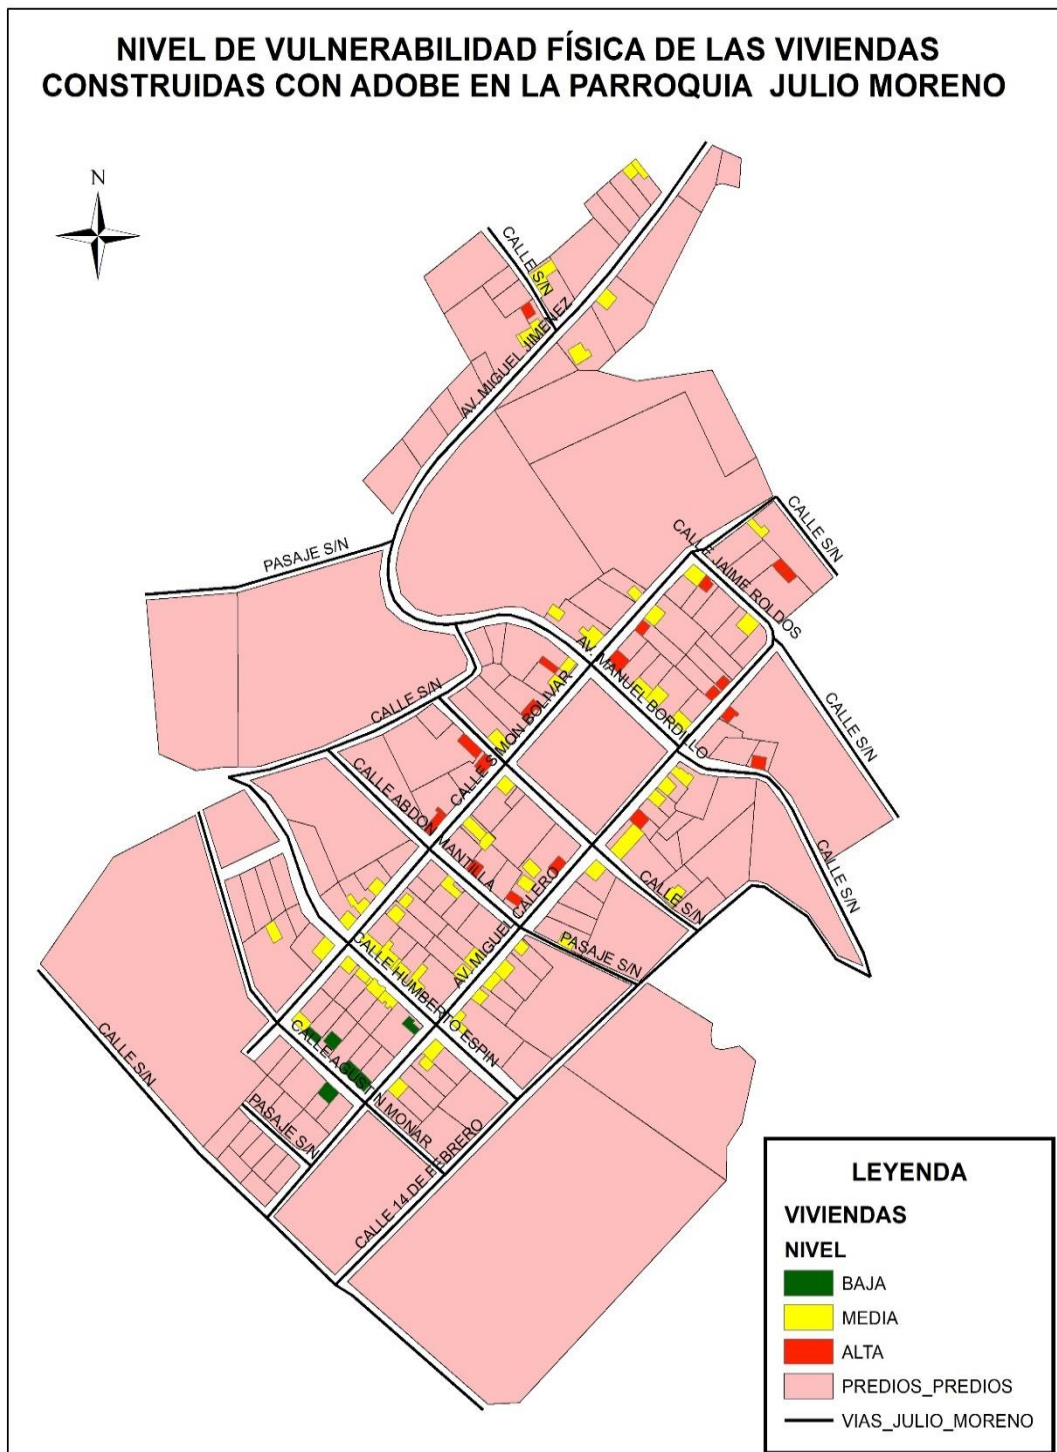 NIVEL DE VULNERABILIDAD FÍSICA DE LAS VIVIENDAS
CONSTRUIDAS CON ADOBE EN LA PARROQUIA JULIO MORENO
N
CALLE S/N
AV. MIGUEL JIMENEZ
PASAJE S/N
CALLE S/N
CALLE JAIME ROLDOS
AV. MANUEL BORDILLO
CALLE S/N
CALLE SIMON BOLIVAR
CALLE S/N
CALLE ABDON MANTILLA
CALLE S/N
CALLE S/N
AV. MIGUEL CALERO
PASAJE S/N
CALLE HUMBERTO ESPIN
CALLE S/N
CALLE AGUSTIN MONAR
PASAJE S/N
CALLE 14 DE FEBRERO
LEYENDA
VIVIENDAS
NIVEL
BAJA
MEDIA
ALTA
PREDIOS_PREDIOS
VIAS_JULIO_MORENO